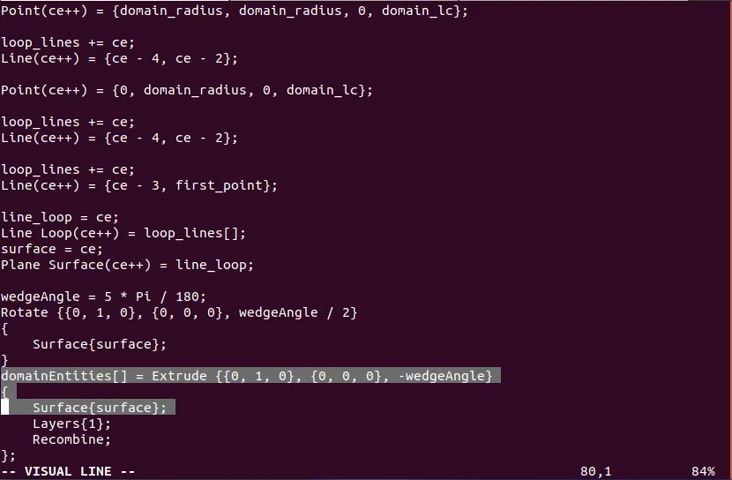 Point(ce++) = {domain_radius, domain_radius, 0, domain_lc};
loop_lines += ce;
Line(ce++) = {ce - 4, ce - 2};
Point(ce++) = {0, domain_radius, 0, domain_lc};
loop_lines += ce;
Line(ce++) = {ce - 4, ce - 2};
loop_lines += ce;
Line(ce++) = {ce - 3, first_point};
line_loop = ce;
Line Loop(ce++) = loop_lines[];
surface = ce;
Plane Surface(ce++) = line_loop;
wedgeAngle = 5 * Pi / 180;
Rotate {{0, 1, 0}, {0, 0, 0}, wedgeAngle / 2}
{
    Surface{surface};
}
domainEntities[] = Extrude {{0, 1, 0}, {0, 0, 0}, -wedgeAngle}
{
    Surface{surface};
    Layers{1};
    Recombine;
};
-- VISUAL LINE -- 80,1 84%